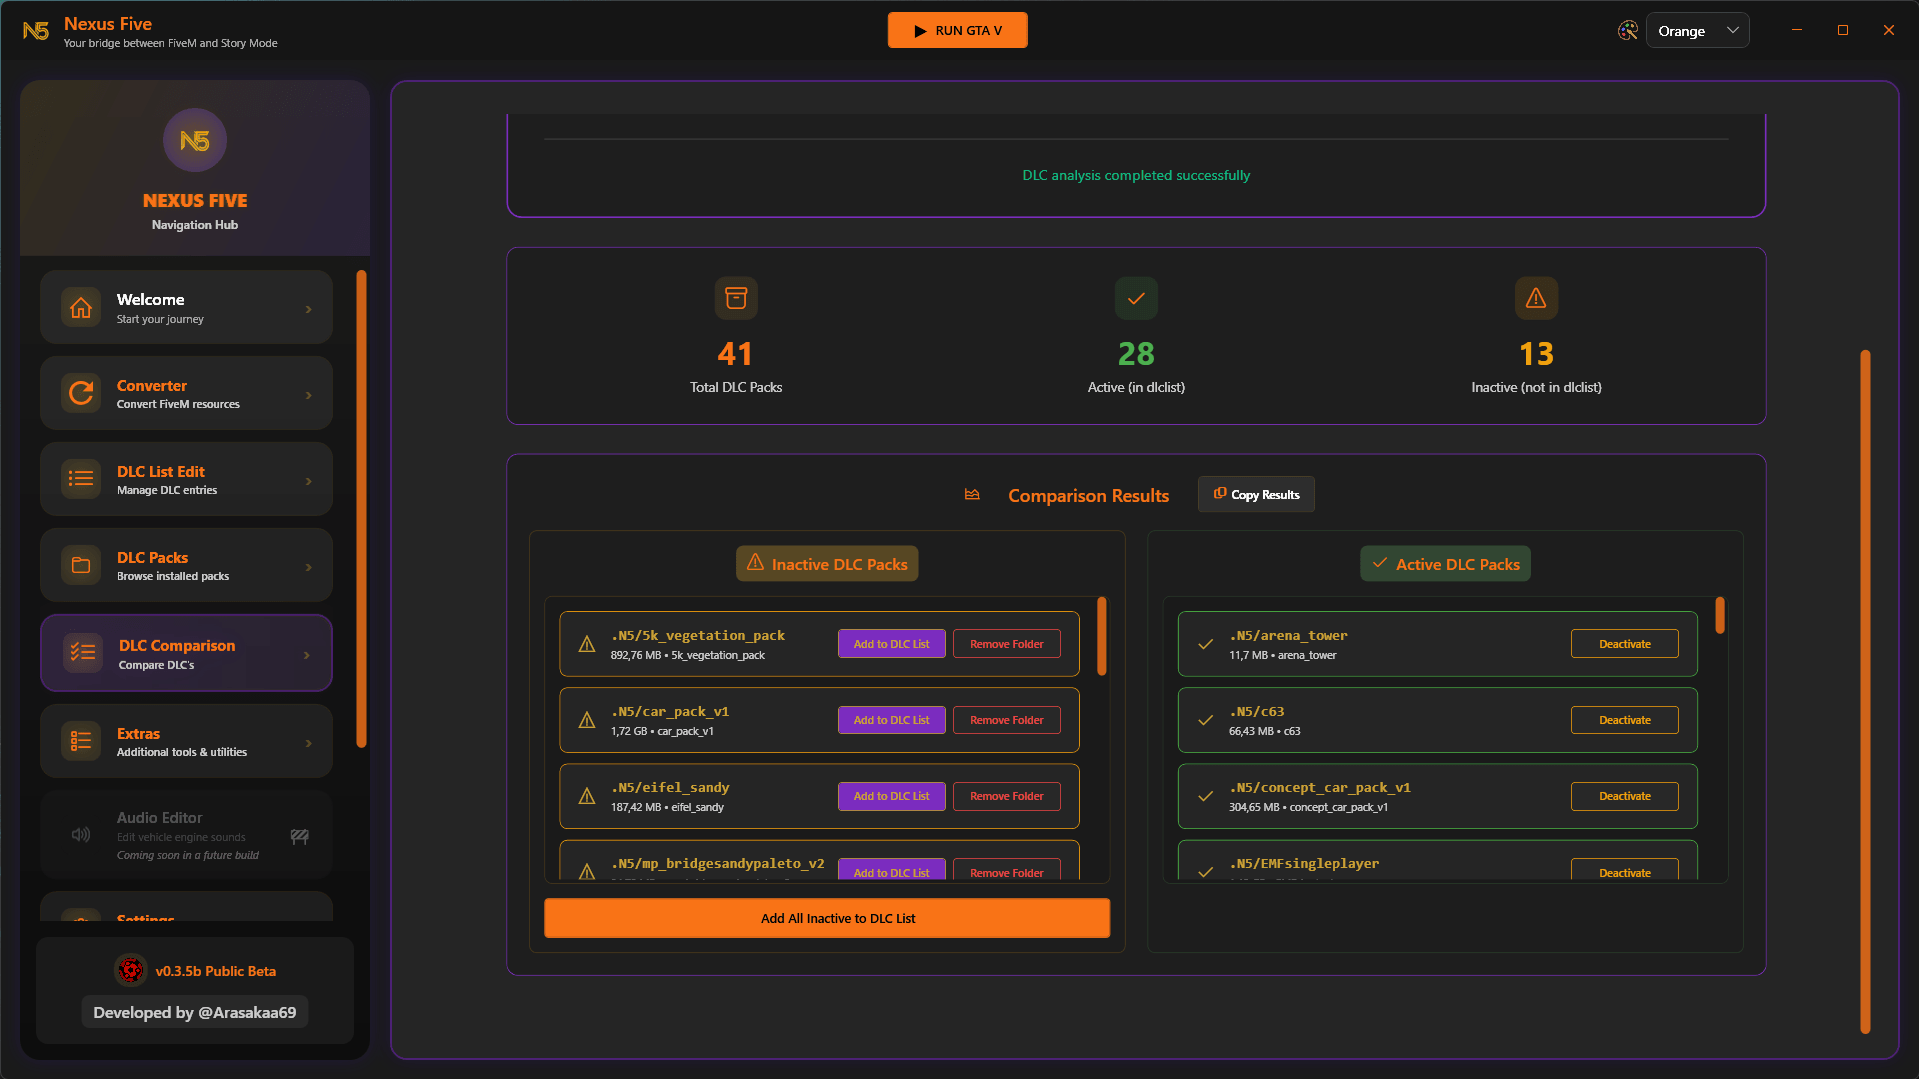 N5
Nexus Five
Your bridge between FiveM and Story Mode
RUN GTA V
Orange
N5
NEXUS FIVE
Navigation Hub
Welcome
Start your journey
Converter
Convert FiveM resources
DLC List Edit
Manage DLC entries
DLC Packs
Browse installed packs
DLC Comparison
Compare DLC's
Extras
Additional tools & utilities
Audio Editor
Edit vehicle engine sounds
Coming soon in a future build
Settings
v0.3.5b Public Beta
Developed by @Arasakaa69
DLC analysis completed successfully
41
Total DLC Packs
28
Active (in dlclist)
13
Inactive (not in dlclist)
Comparison Results
Copy Results
Inactive DLC Packs
.N5/5k_vegetation_pack
892,76 MB • 5k_vegetation_pack
Add to DLC List
Remove Folder
.N5/car_pack_v1
1,72 GB • car_pack_v1
Add to DLC List
Remove Folder
.N5/eifel_sandy
187,42 MB • eifel_sandy
Add to DLC List
Remove Folder
.N5/mp_bridgesandypaleto_v2
Add to DLC List
Remove Folder
Add All Inactive to DLC List
Active DLC Packs
.N5/arena_tower
11,7 MB • arena_tower
Deactivate
.N5/c63
66,43 MB • c63
Deactivate
.N5/concept_car_pack_v1
304,65 MB • concept_car_pack_v1
Deactivate
.N5/EMFsingleplayer
Deactivate